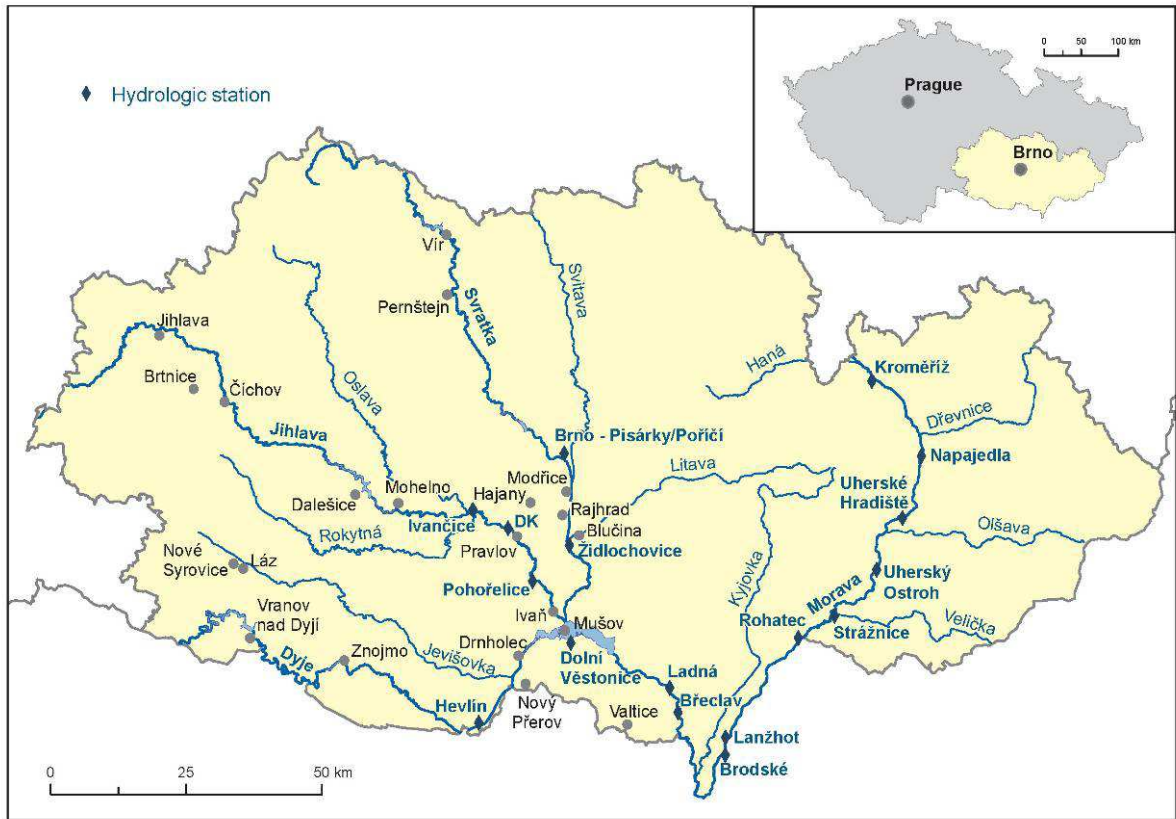 0 50 100 km
Prague
Brno
Hydrologic station
Vír
Svitava
Pernštejn
Svratka
Jihlava
Brtnice
Číchov
Oslava
Haná
Kroměříž
Dřevnice
Jihlava
Brno - Pisárky/Poříčí
Napajedla
Modřice
Litava
Dalešice
Mohelno
Hajany
Uherské
Hradiště
Rajhrad
Ivančice
DK
Blučina
Olšava
Rokytná
Pravlov
Židlochovice
Nové
Syrovice
Láz
Pohořelice
Kyjovka
Uherský
Ostroh
Morava
Vranov
nad Dyjí
Ivaň
Mušov
Rohatec
Strážnice
Velička
Drnholec
Jevišovka
Dolní
Věstonice
Dyje
Znojmo
Ladná
Břeclav
Hevlín
Nový
Přerov
Valtice
Lanžhot
Brodské
0 25 50 km